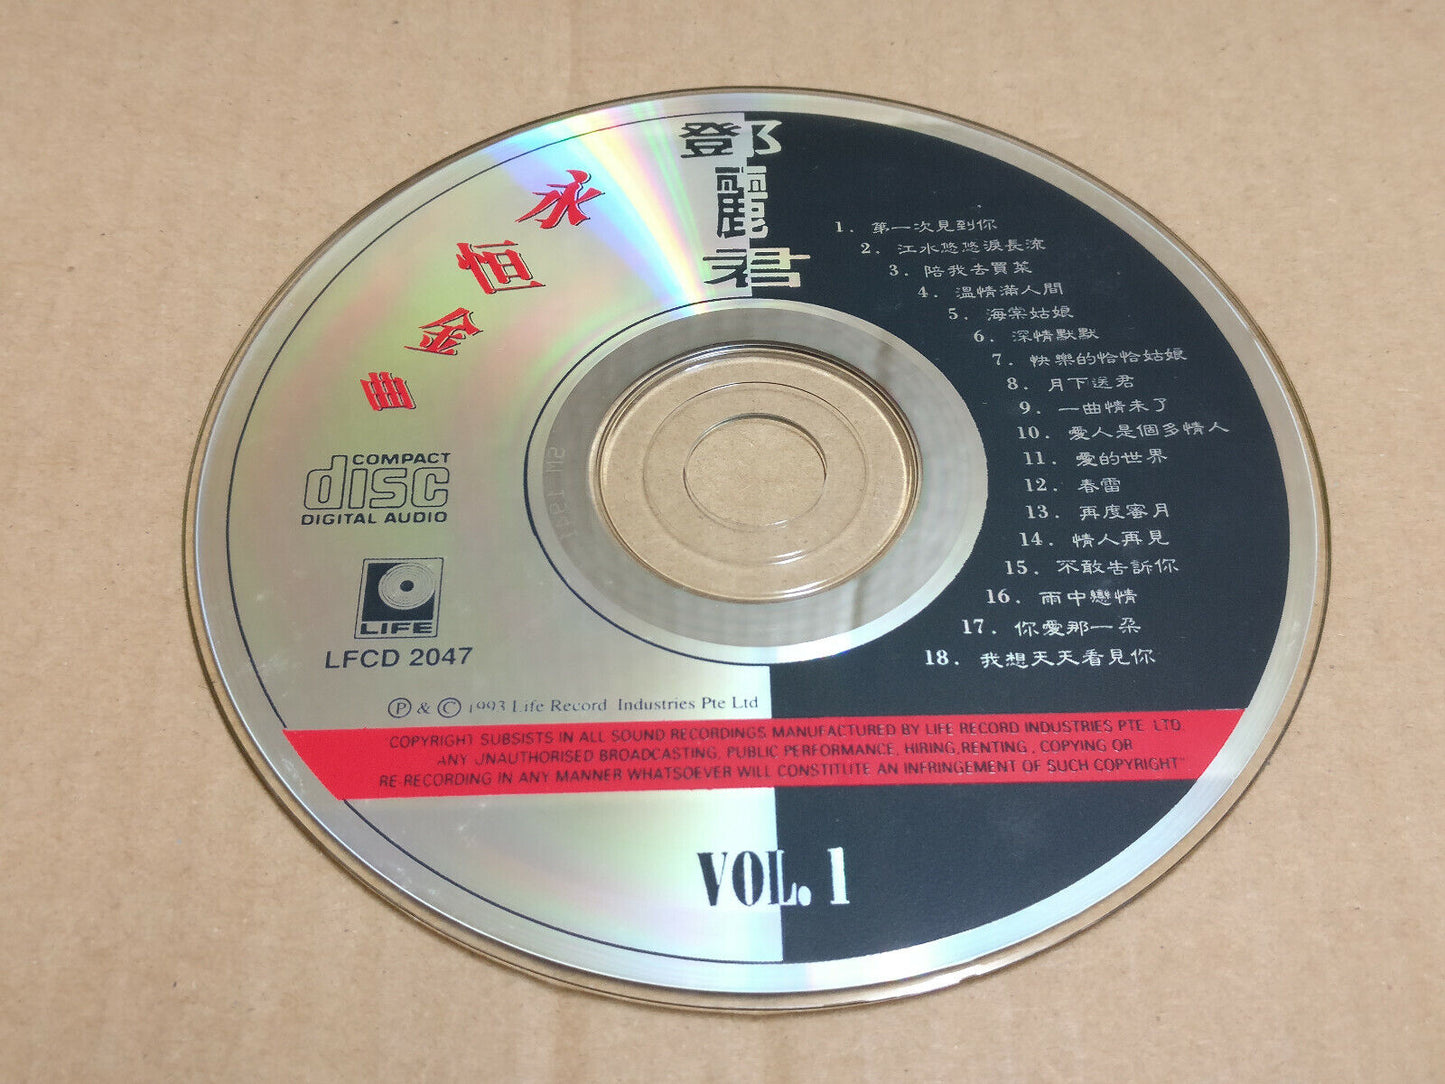 鄧麗君
永恒金曲
1. 第一次見到你
2. 江水悠悠淚長流
3. 陪我去買菜
4. 溫情滿人間
5. 海棠姑娘
6. 深情默默
7. 快樂的恰恰姑娘
8. 月下送君
9. 一曲情未了
10. 愛人是個多情人
11. 愛的世界
12. 春雷
13. 再度蜜月
14. 情人再見
15. 不敢告訴你
16. 雨中戀情
17. 你愛那一朵
18. 我想天天看見你
COMPACT
disc
DIGITAL AUDIO
LIFE
LFCD 2047
Ⓟ & © 1993 Life Record Industries Pte Ltd
"COPYRIGHT SUBSISTS IN ALL SOUND RECORDINGS MANUFACTURED BY LIFE RECORD INDUSTRIES PTE. LTD.
ANY UNAUTHORISED BROADCASTING, PUBLIC PERFORMANCE, HIRING, RENTING, COPYING OR
RE-RECORDING IN ANY MANNER WHATSOEVER WILL CONSTITUTE AN INFRINGEMENT OF SUCH COPYRIGHT"
VOL. 1